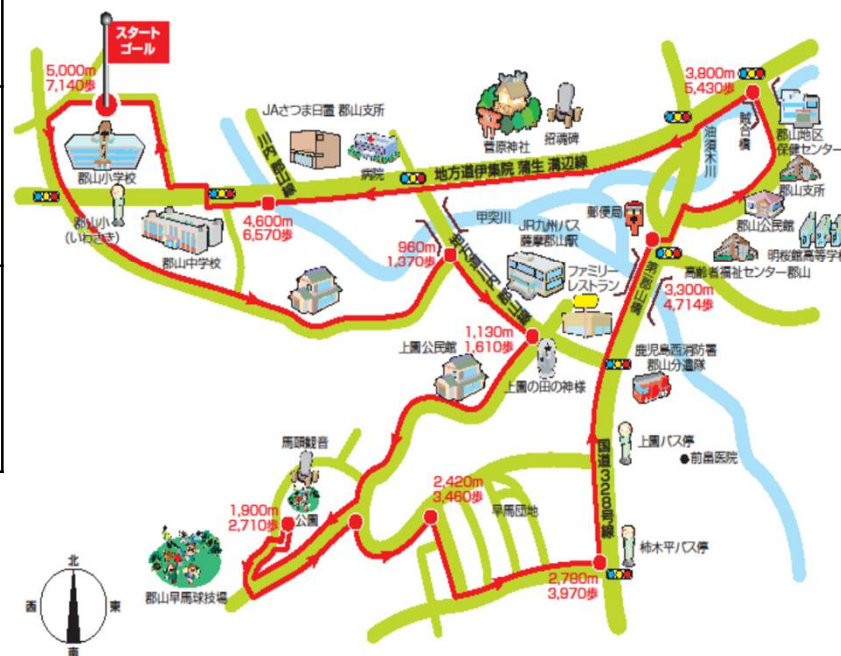 スタート
ゴール
5,000m
7,140歩
郡山小学校
郡山小
(いわさき)
郡山中学校
川内 郡山線
JAさつま日置 郡山支所
病院
菅原神社
招魂碑
地方道伊集院 蒲生 溝辺線
4,600m
6,570歩
甲突川
3,800m
5,430歩
油須木川
郡山地区
保健センター
郡山支所
郡山公民館
明桜館高等学校
高齢者福祉センター郡山
郵便局
JR九州バス
薩摩郡山駅
ファミリー
レストラン
3,300m
4,714歩
960m
1,370歩
1,130m
1,610歩
上園公民館
上園の田の神様
鹿児島西消防署
郡山分遣隊
国道328号線
上園バス停
前畠医院
柿木平バス停
2,780m
3,970歩
早馬団地
2,420m
3,460歩
馬頭観音
公園
1,900m
2,710歩
郡山早馬球技場
北
西
東
南